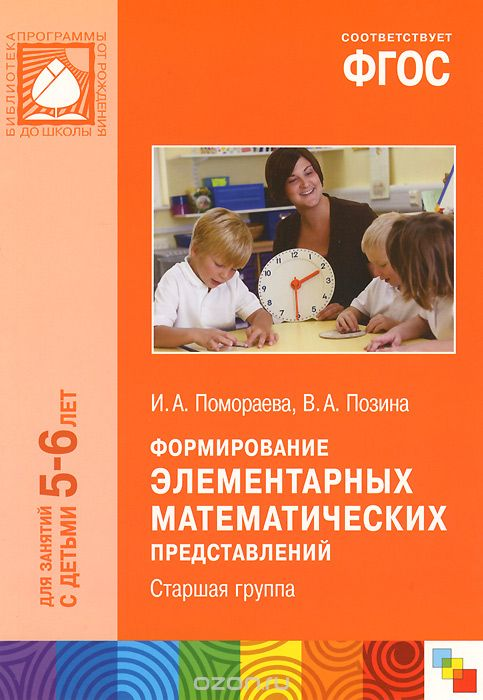 БИБЛИОТЕКА
ПРОГРАММЫ
ОТ РОЖДЕНИЯ
ДО ШКОЛЫ
СООТВЕТСТВУЕТ
ФГОС
И. А. Помораева, В. А. Позина
ФОРМИРОВАНИЕ
ЭЛЕМЕНТАРНЫХ
МАТЕМАТИЧЕСКИХ
ПРЕДСТАВЛЕНИЙ
Старшая группа
ДЛЯ ЗАНЯТИЙ
С ДЕТЬМИ 5-6 ЛЕТ
ozon.ru